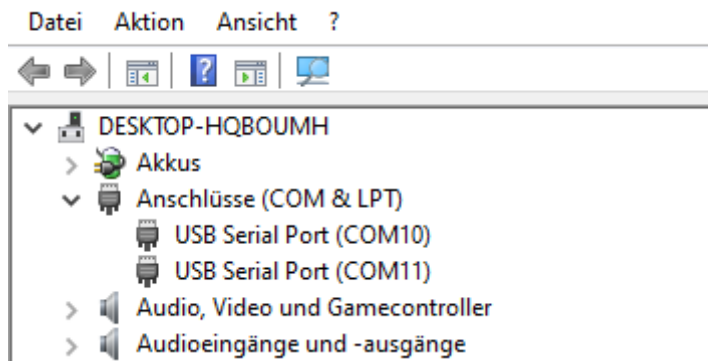 Datei Aktion Ansicht ?
DESKTOP-HQBOUMH
Akkus
Anschlüsse (COM & LPT)
USB Serial Port (COM10)
USB Serial Port (COM11)
Audio, Video und Gamecontroller
Audioeingänge und -ausgänge